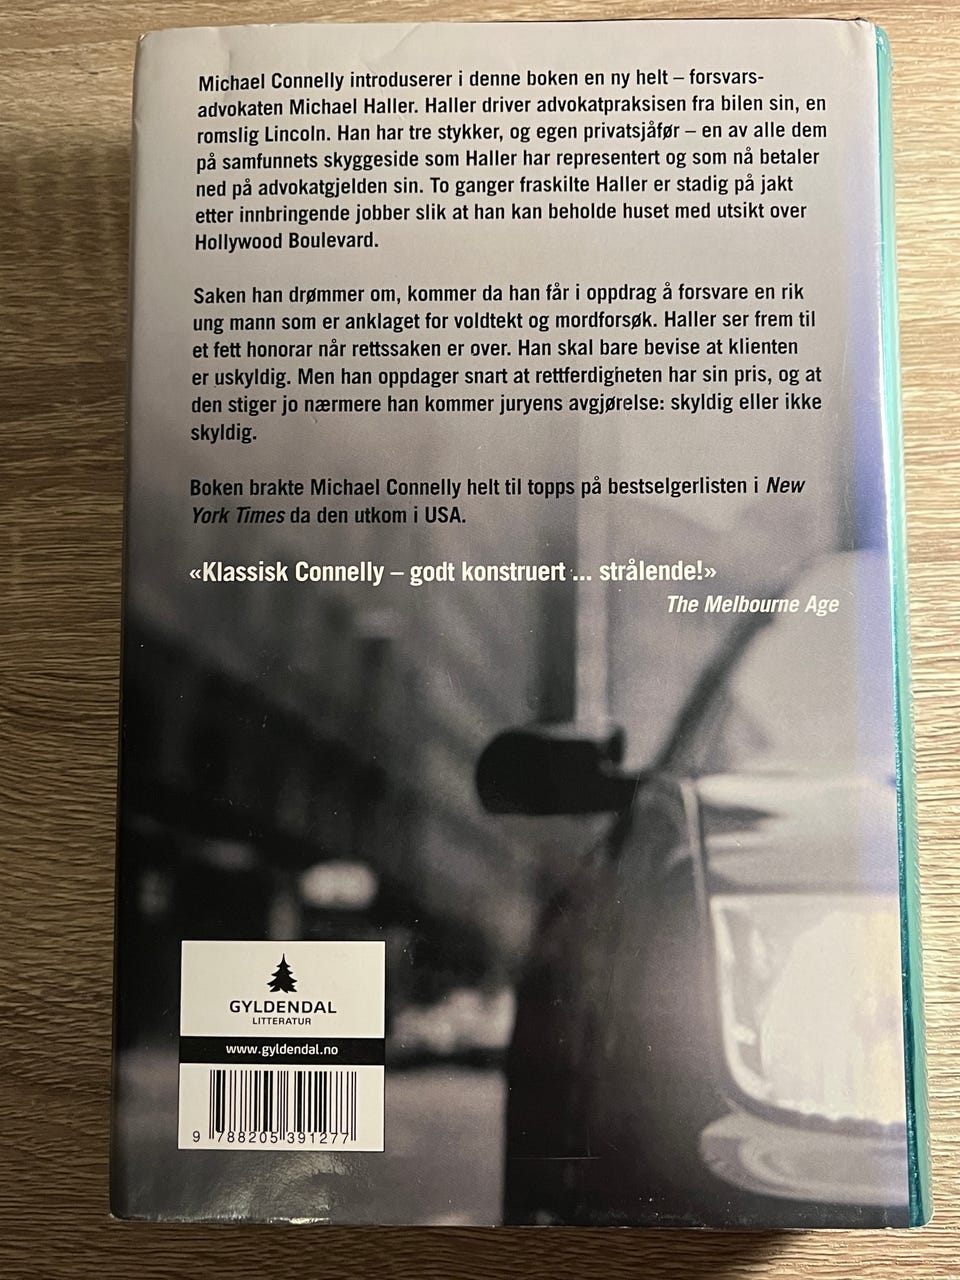 Michael Connelly introduserer i denne boken en ny helt – forsvars-
advokaten Michael Haller. Haller driver advokatpraksisen fra bilen sin, en
romslig Lincoln. Han har tre stykker, og egen privatsjåfør – en av alle dem
på samfunnets skyggeside som Haller har representert og som nå betaler
ned på advokatgjelden sin. To ganger fraskilte Haller er stadig på jakt
etter innbringende jobber slik at han kan beholde huset med utsikt over
Hollywood Boulevard.
Saken han drømmer om, kommer da han får i oppdrag å forsvare en rik
ung mann som er anklaget for voldtekt og mordforsøk. Haller ser frem til
et fett honorar når rettssaken er over. Han skal bare bevise at klienten
er uskyldig. Men han oppdager snart at rettferdigheten har sin pris, og at
den stiger jo nærmere han kommer juryens avgjørelse: skyldig eller ikke
skyldig.
Boken brakte Michael Connelly helt til topps på bestselgerlisten i New
York Times da den utkom i USA.
«Klassisk Connelly – godt konstruert ... strålende!»
The Melbourne Age
GYLDENDAL
LITTERATUR
www.gyldendal.no
9 788205 391277